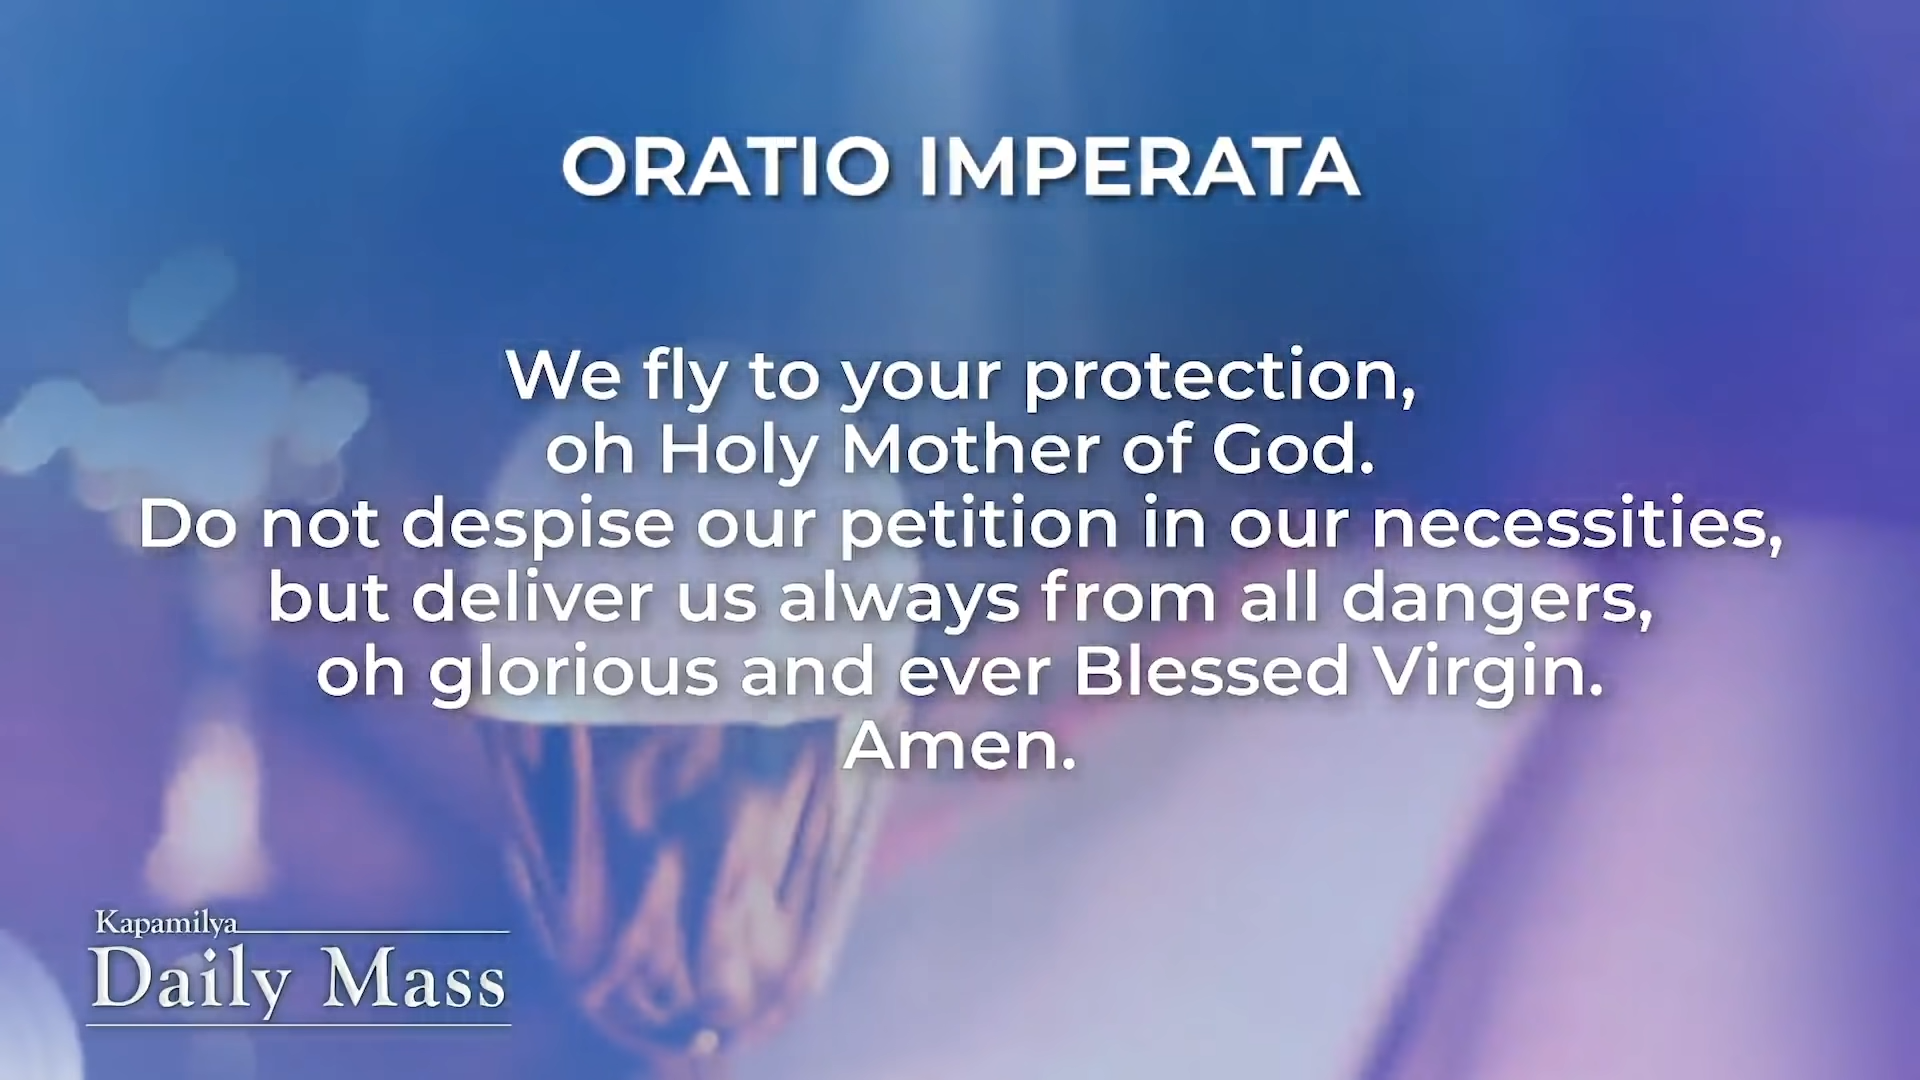 ORATIO IMPERATA
We fly to your protection,
oh Holy Mother of God.
Do not despise our petition in our necessities,
but deliver us always from all dangers,
oh glorious and ever Blessed Virgin.
Amen.
Kapamilya
Daily Mass